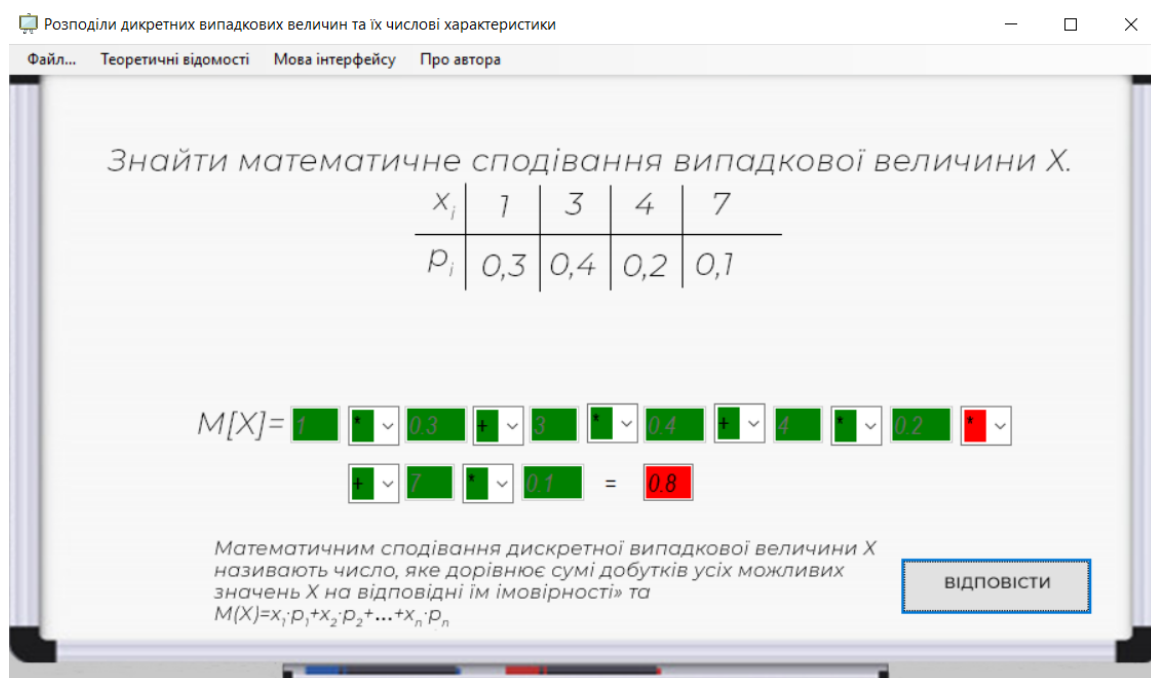 Розподіли дикретних випадкових величин та їх числові характеристики
Файл... Теоретичні відомості Мова інтерфейсу Про автора
Знайти математичне сподівання випадкової величини X.
x_i 1 3 4 7
p_i 0,3 0,4 0,2 0,1
M[X]= 1 * 0.3 + 3 * 0.4 + 4 * 0.2 *
+ 7 * 0.1 = 0.8
Математичним сподівання дискретної випадкової величини X
називають число, яке дорівнює сумі добутків усіх можливих
значень X на відповідні їм імовірності» та
M(X)=x₁·p₁+x₂·p₂+...+xₙ·pₙ
ВІДПОВІСТИ